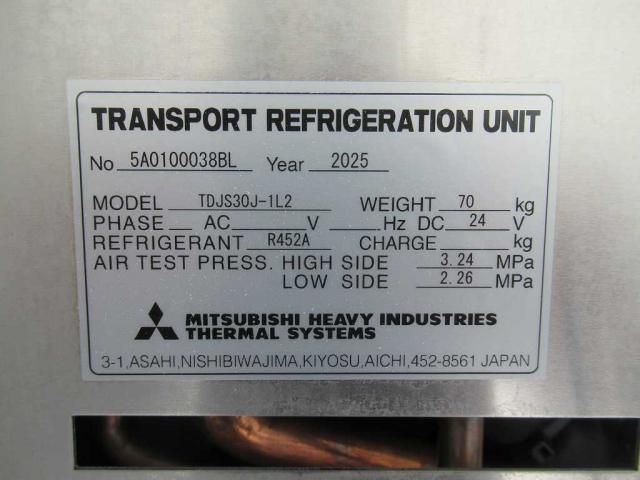 TRANSPORT REFRIGERATION UNIT
No 5A0100038BL Year 2025
MODEL TDJS30J-1L2 WEIGHT 70 kg
PHASE AC V Hz DC 24 V
REFRIGERANT R452A CHARGE kg
AIR TEST PRESS. HIGH SIDE 3.24 MPa
LOW SIDE 2.26 MPa
MITSUBISHI HEAVY INDUSTRIES
THERMAL SYSTEMS
3-1,ASAHI,NISHIBIWAJIMA,KIYOSU,AICHI,452-8561 JAPAN